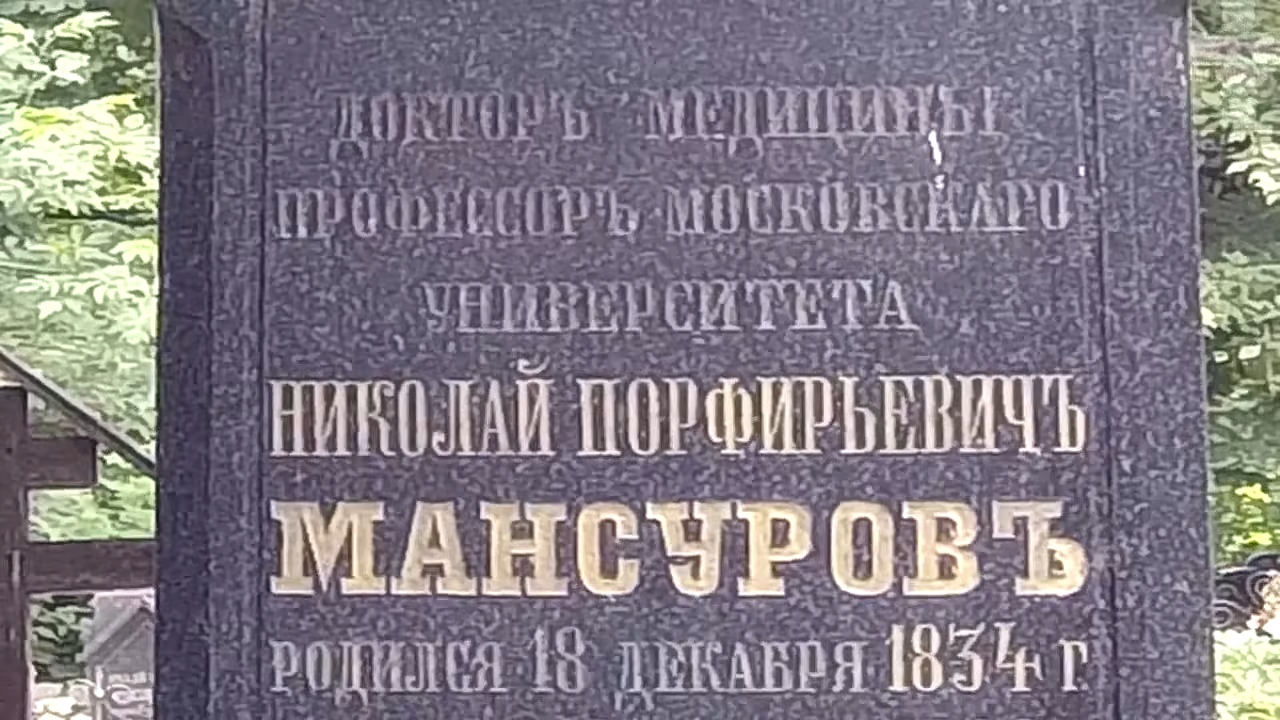 ДОКТОРЪ МЕДИЦИНЫ
ПРОФЕССОРЪ МОСКОВСКАГО
УНИВЕРСИТЕТА
НИКОЛАЙ ПОРФИРЬЕВИЧЪ
МАНСУРОВЪ
РОДИЛСЯ 18 ДЕКАБРЯ 1834 Г